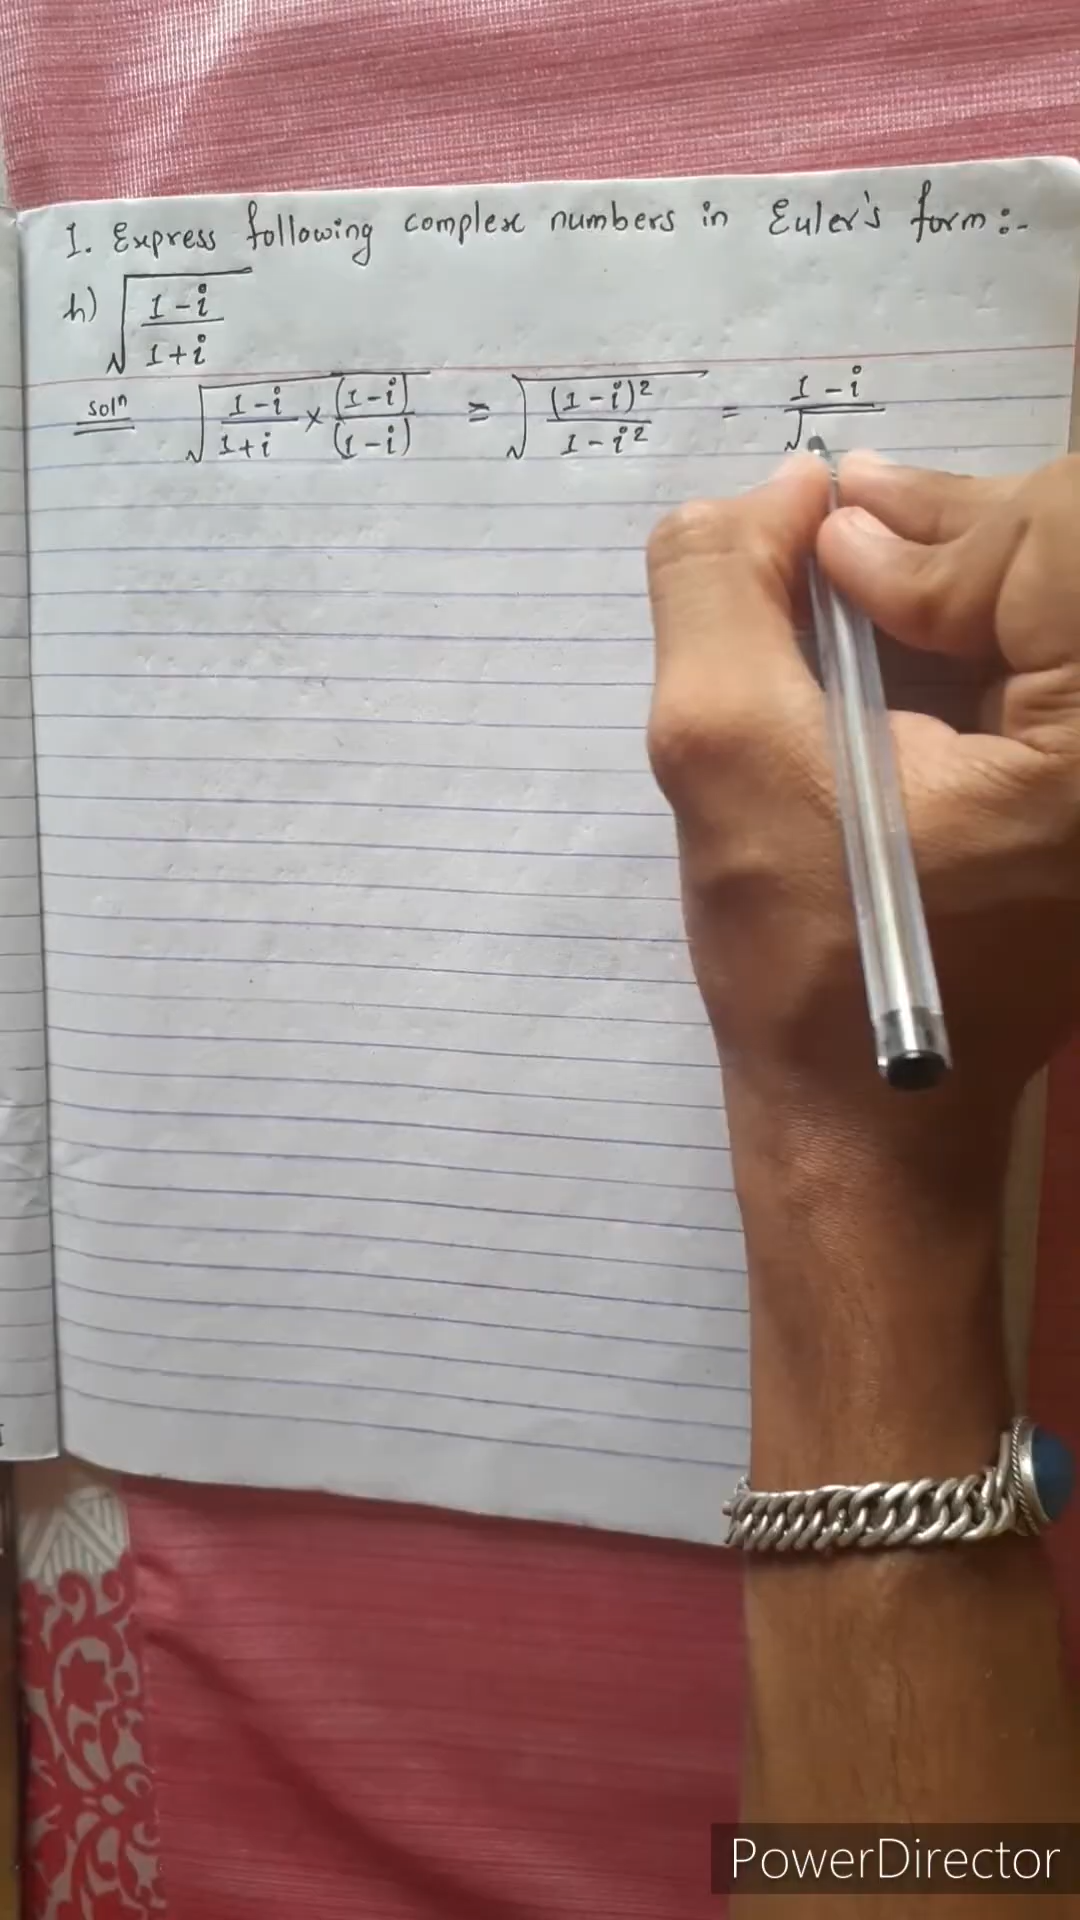 1. Express following complex numbers in Euler's form :-
h) √(1-i / 1+i)
soln √(1-i / 1+i × (1-i) / (1-i)) = √((1-i)² / 1-i²) = 1-i / √
PowerDirector